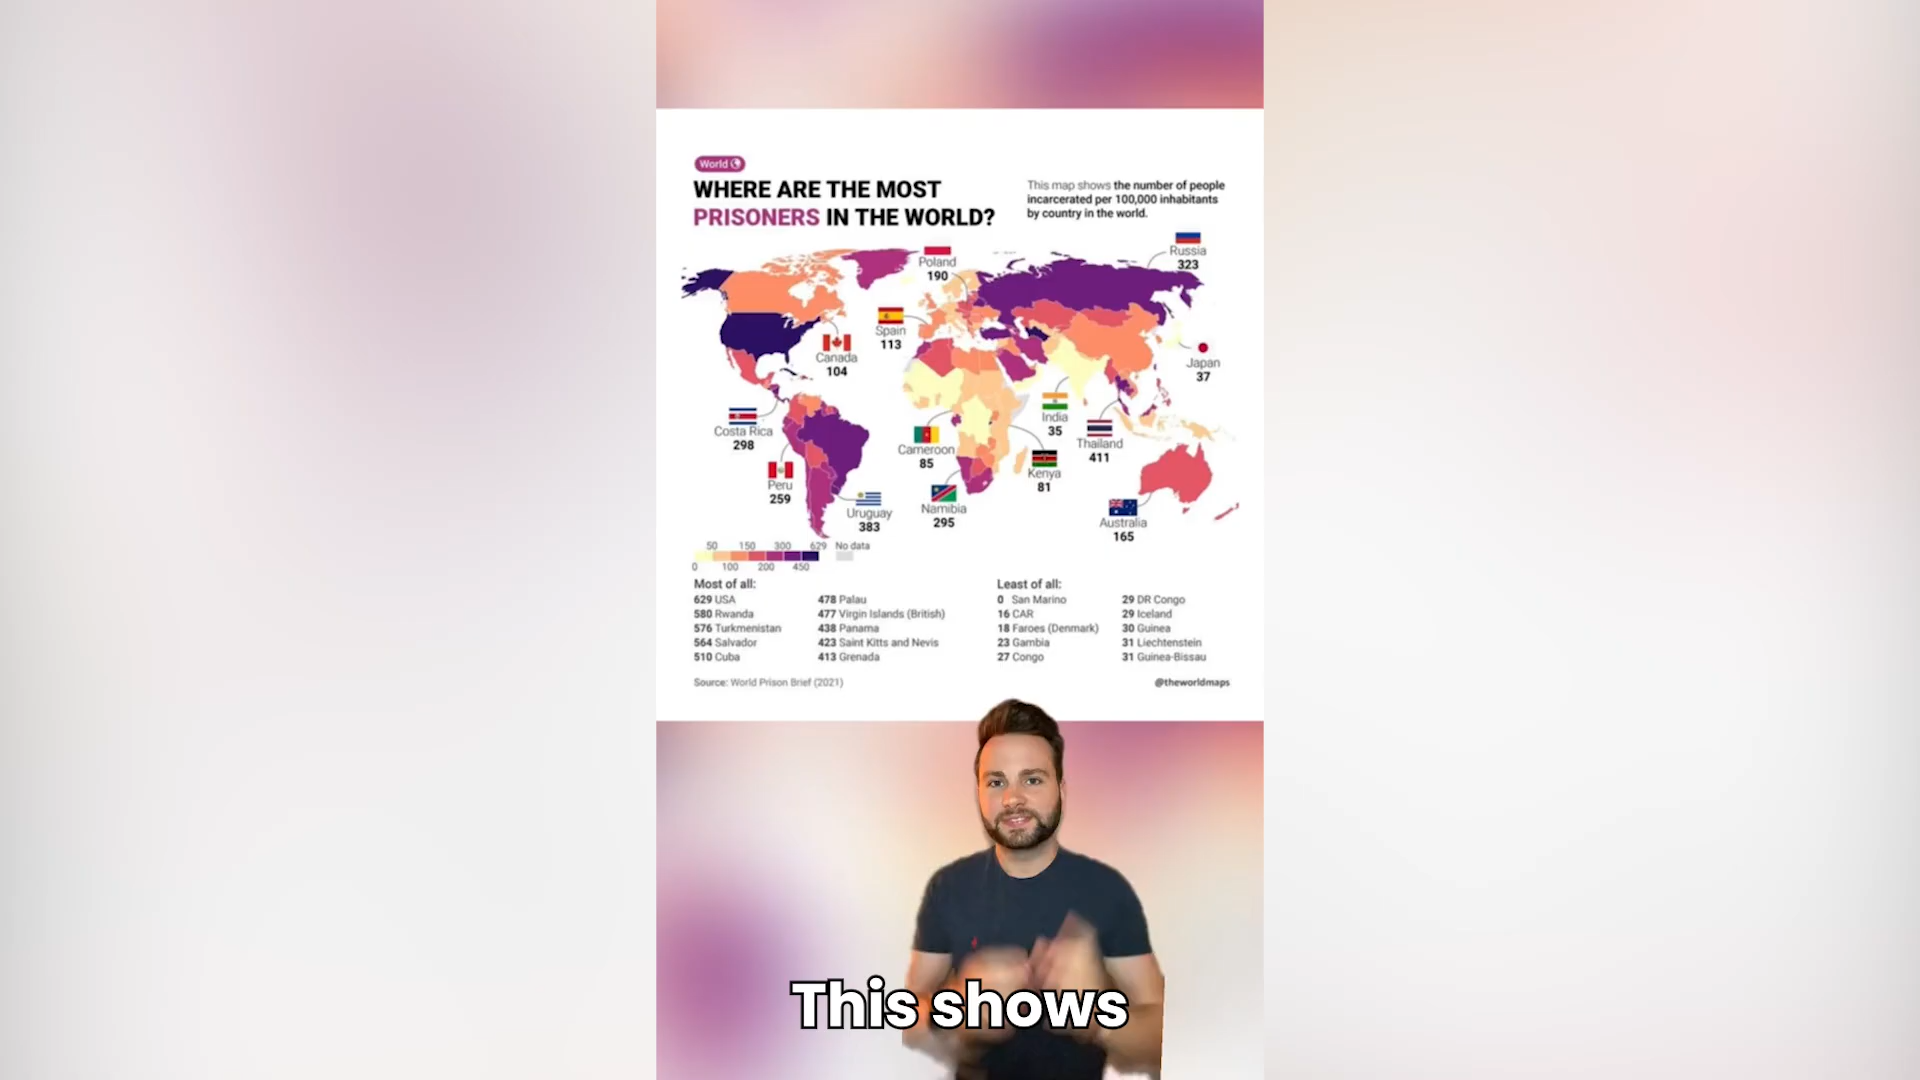 World
WHERE ARE THE MOST
PRISONERS IN THE WORLD?
This map shows the number of people
incarcerated per 100,000 inhabitants
by country in the world.
Russia
323
Poland
190
Spain
113
Canada
104
Japan
37
Costa Rica
298
India
35
Thailand
411
Cameroon
85
Kenya
81
Peru
259
Uruguay
383
Namibia
295
Australia
165
50 150 300 629 No data
0 100 200 450
Most of all:
629 USA
580 Rwanda
576 Turkmenistan
564 Salvador
510 Cuba
478 Palau
477 Virgin Islands (British)
438 Panama
423 Saint Kitts and Nevis
413 Grenada
Least of all:
0 San Marino
16 CAR
18 Faroes (Denmark)
23 Gambia
27 Congo
29 DR Congo
29 Iceland
30 Guinea
31 Liechtenstein
31 Guinea-Bissau
Source: World Prison Brief (2021)
@theworldmaps
This shows